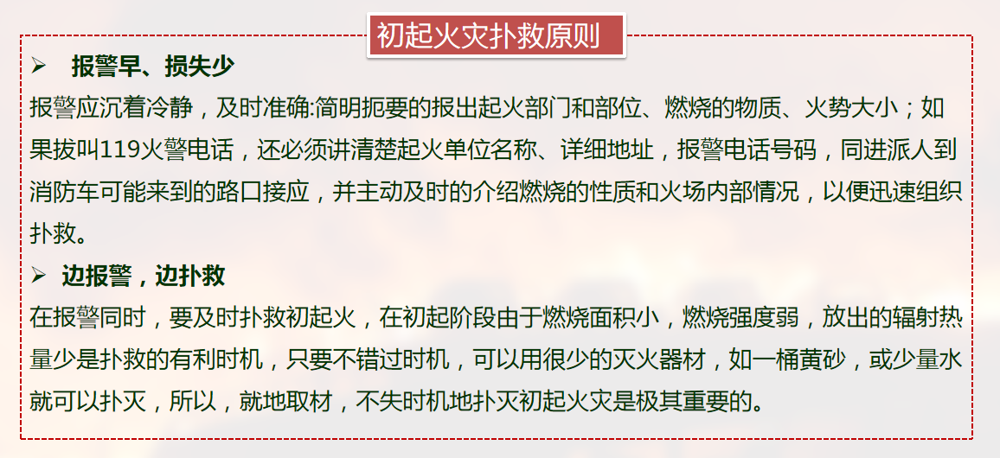 初起火灾扑救原则
➢ 报警早、损失少
报警应沉着冷静，及时准确:简明扼要的报出起火部门和部位、燃烧的物质、火势大小；如
果拔叫119火警电话，还必须讲清楚起火单位名称、详细地址，报警电话号码，同进派人到
消防车可能来到的路口接应，并主动及时的介绍燃烧的性质和火场内部情况，以便迅速组织
扑救。
➢ 边报警，边扑救
在报警同时，要及时扑救初起火，在初起阶段由于燃烧面积小，燃烧强度弱，放出的辐射热
量少是扑救的有利时机，只要不错过时机，可以用很少的灭火器材，如一桶黄砂，或少量水
就可以扑灭，所以，就地取材，不失时机地扑灭初起火灾是极其重要的。